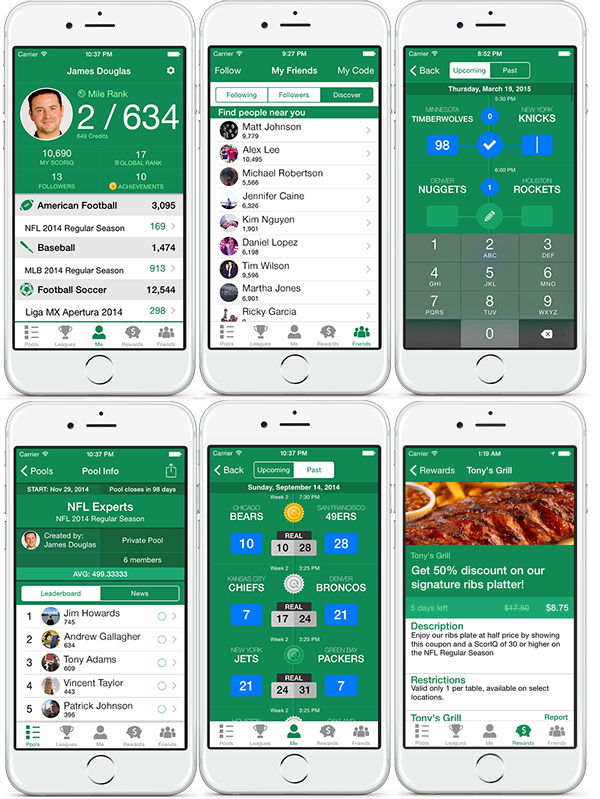 Carrier 10:37 PM
James Douglas
Mile Rank
2 / 634
649 Credits
10,690 17
MY SCORIQ GLOBAL RANK
13 10
FOLLOWERS ACHIEVEMENTS
American Football 3,095
NFL 2014 Regular Season 169
Baseball 1,474
MLB 2014 Regular Season 913
Football Soccer 12,544
Liga MX Apertura 2014 298
Pools Leagues Me Rewards Friends
Carrier 9:27 PM
Follow My Friends My Code
Following Followers Discover
Find people near you
Matt Johnson
9,779
Alex Lee
10,495
Michael Robertson
5,566
Jennifer Caine
6,326
Kim Nguyen
1,901
Daniel Lopez
6,198
Tim Wilson
9,596
Martha Jones
6,901
Ricky Garcia
Pools Leagues Me Rewards Friends
Carrier 8:52 PM
Back Upcoming Past
Thursday, March 19, 2015
5:30 PM
MINNESOTA NEW YORK
TIMBERWOLVES 0 KNICKS
98
6:00 PM
DENVER HOUSTON
NUGGETS 1 ROCKETS
1 2 3
ABC DEF
4 5 6
GHI JKL MNO
7 8 9
PQRS TUV WXYZ
0
Carrier 10:37 PM
Pools Pool Info
START: Nov 29, 2014 Pool closes in 98 days
NFL Experts
NFL 2014 Regular Season
Created by:
James Douglas
Private Pool
6 members
AVG: 499.33333
Leaderboard News
1 Jim Howards
745
2 Andrew Gallagher
634
3 Tony Adams
609
4 Vincent Taylor
443
5 Patrick Johnson
396
Pools Leagues Me Rewards Friends
Carrier 10:37 PM
Back Upcoming Past
Sunday, September 14, 2014
Week 2 7:30 PM
CHICAGO SAN FRANCISCO
BEARS 49ERS
REAL
10 10 28 28
Week 2 3:25 PM
KANSAS CITY DENVER
CHIEFS BRONCOS
REAL
7 17 24 21
Week 2 3:25 PM
NEW YORK GREEN BAY
JETS PACKERS
REAL
21 24 31 7
Week 2 3:25 PM
HOUSTON OAKLAND
Pools Leagues Me Rewards Friends
Carrier 1:19 AM
Rewards Tony's Grill
Tony's Grill
Get 50% discount on our
signature ribs platter!
5 days left $17.50 $8.75
Description
Enjoy our ribs plate at half price by showing
this coupon and a ScorIQ of 30 or higher on
the NFL Regular Season
Restrictions
Valid only 1 per table, available on select
locations.
Tony's Grill Report
Pools Leagues Me Rewards Friends